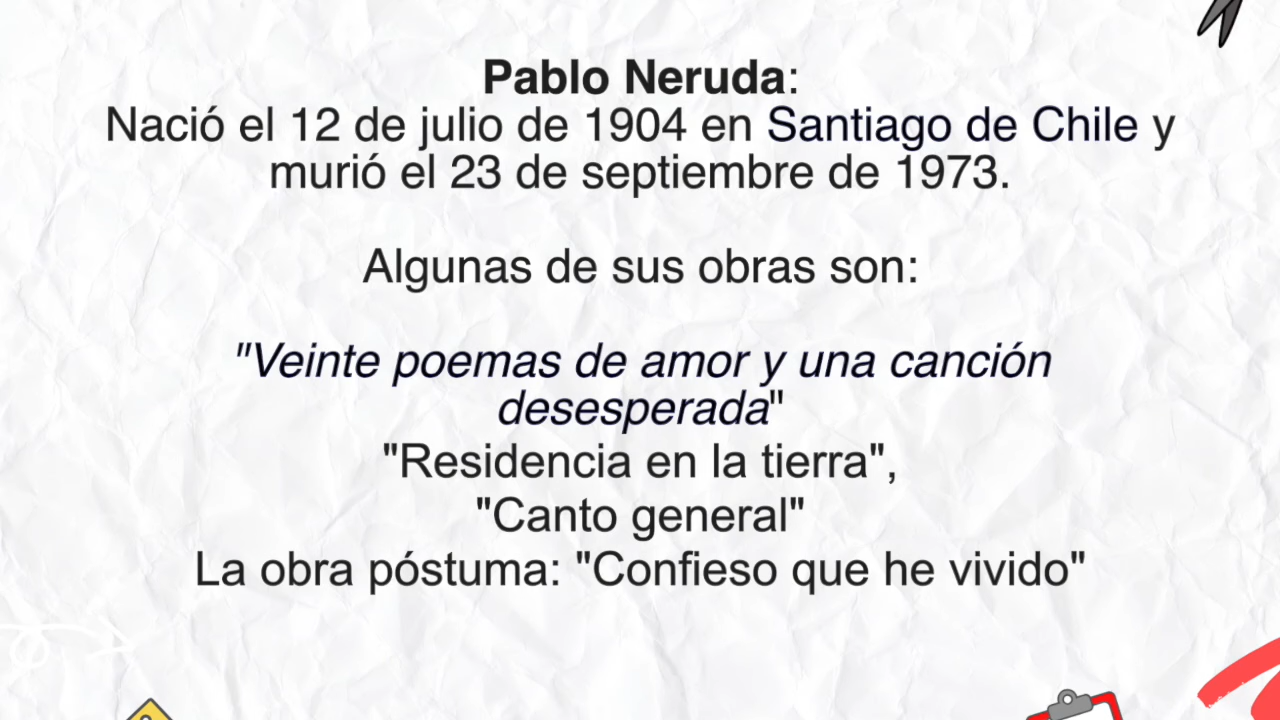 Pablo Neruda:
Nació el 12 de julio de 1904 en Santiago de Chile y
murió el 23 de septiembre de 1973.
Algunas de sus obras son:
"Veinte poemas de amor y una canción
desesperada"
"Residencia en la tierra",
"Canto general"
La obra póstuma: "Confieso que he vivido"